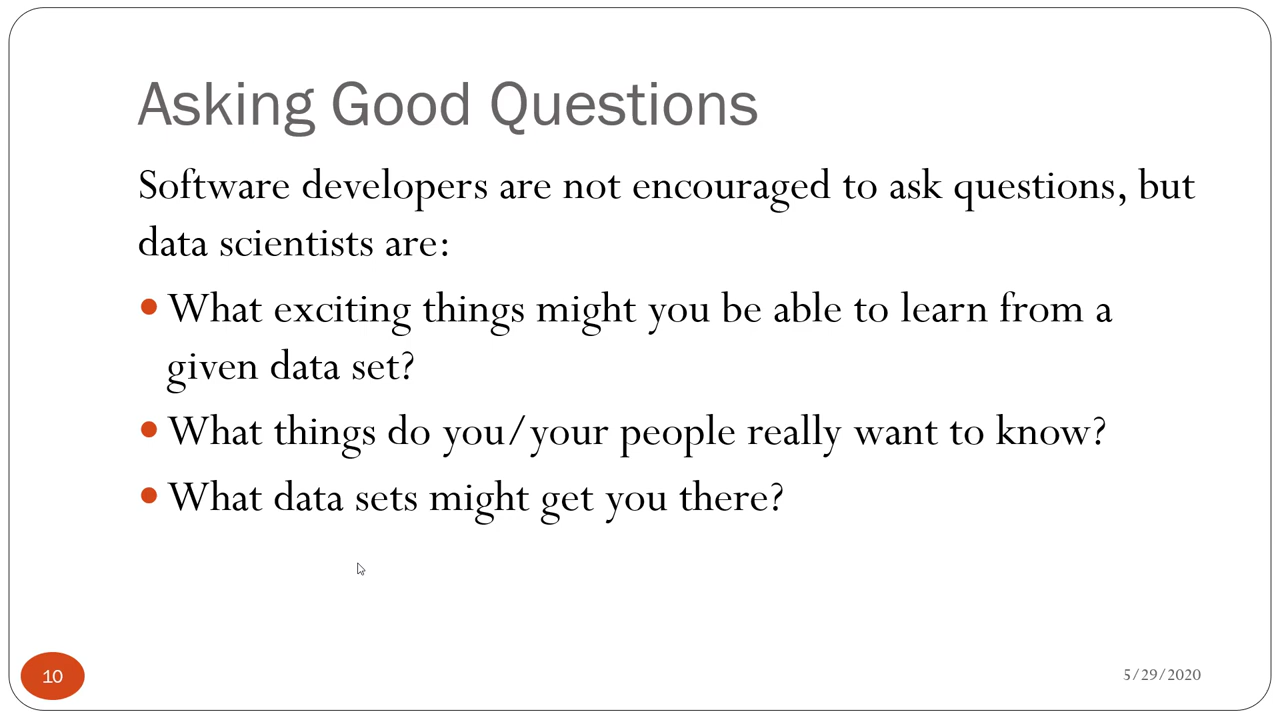 Asking Good Questions
Software developers are not encouraged to ask questions, but
data scientists are:
• What exciting things might you be able to learn from a
given data set?
• What things do you/your people really want to know?
• What data sets might get you there?
10
5/29/2020